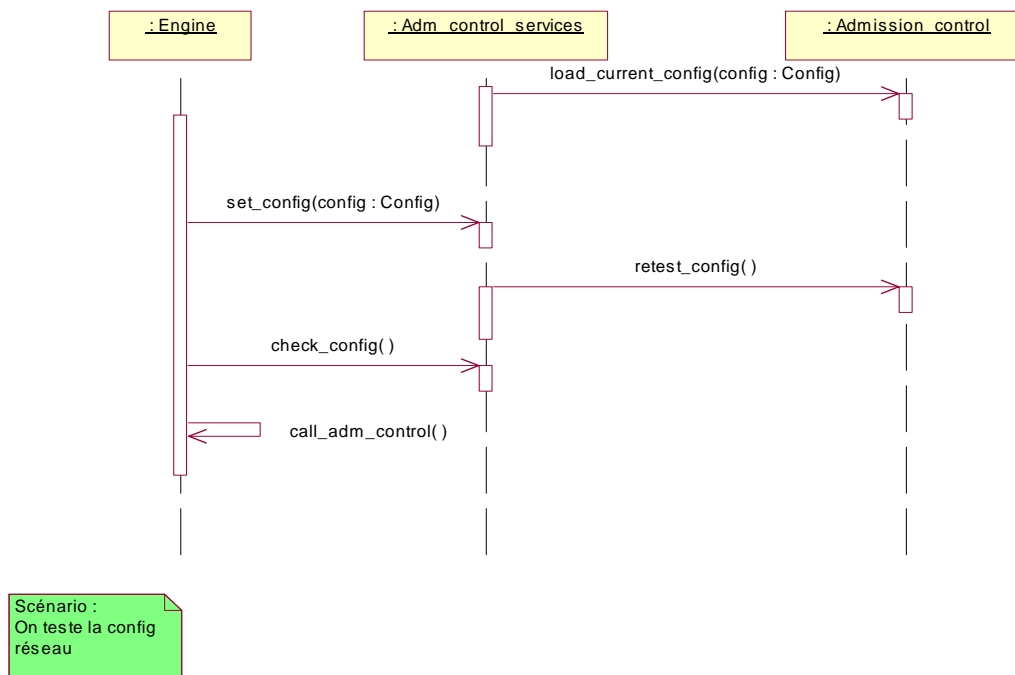 : Engine
: Adm_control_services
: Admission_control
load_current_config(config : Config)
set_config(config : Config)
retest_config( )
check_config( )
call_adm_control( )
Scénario :
On teste la config
réseau